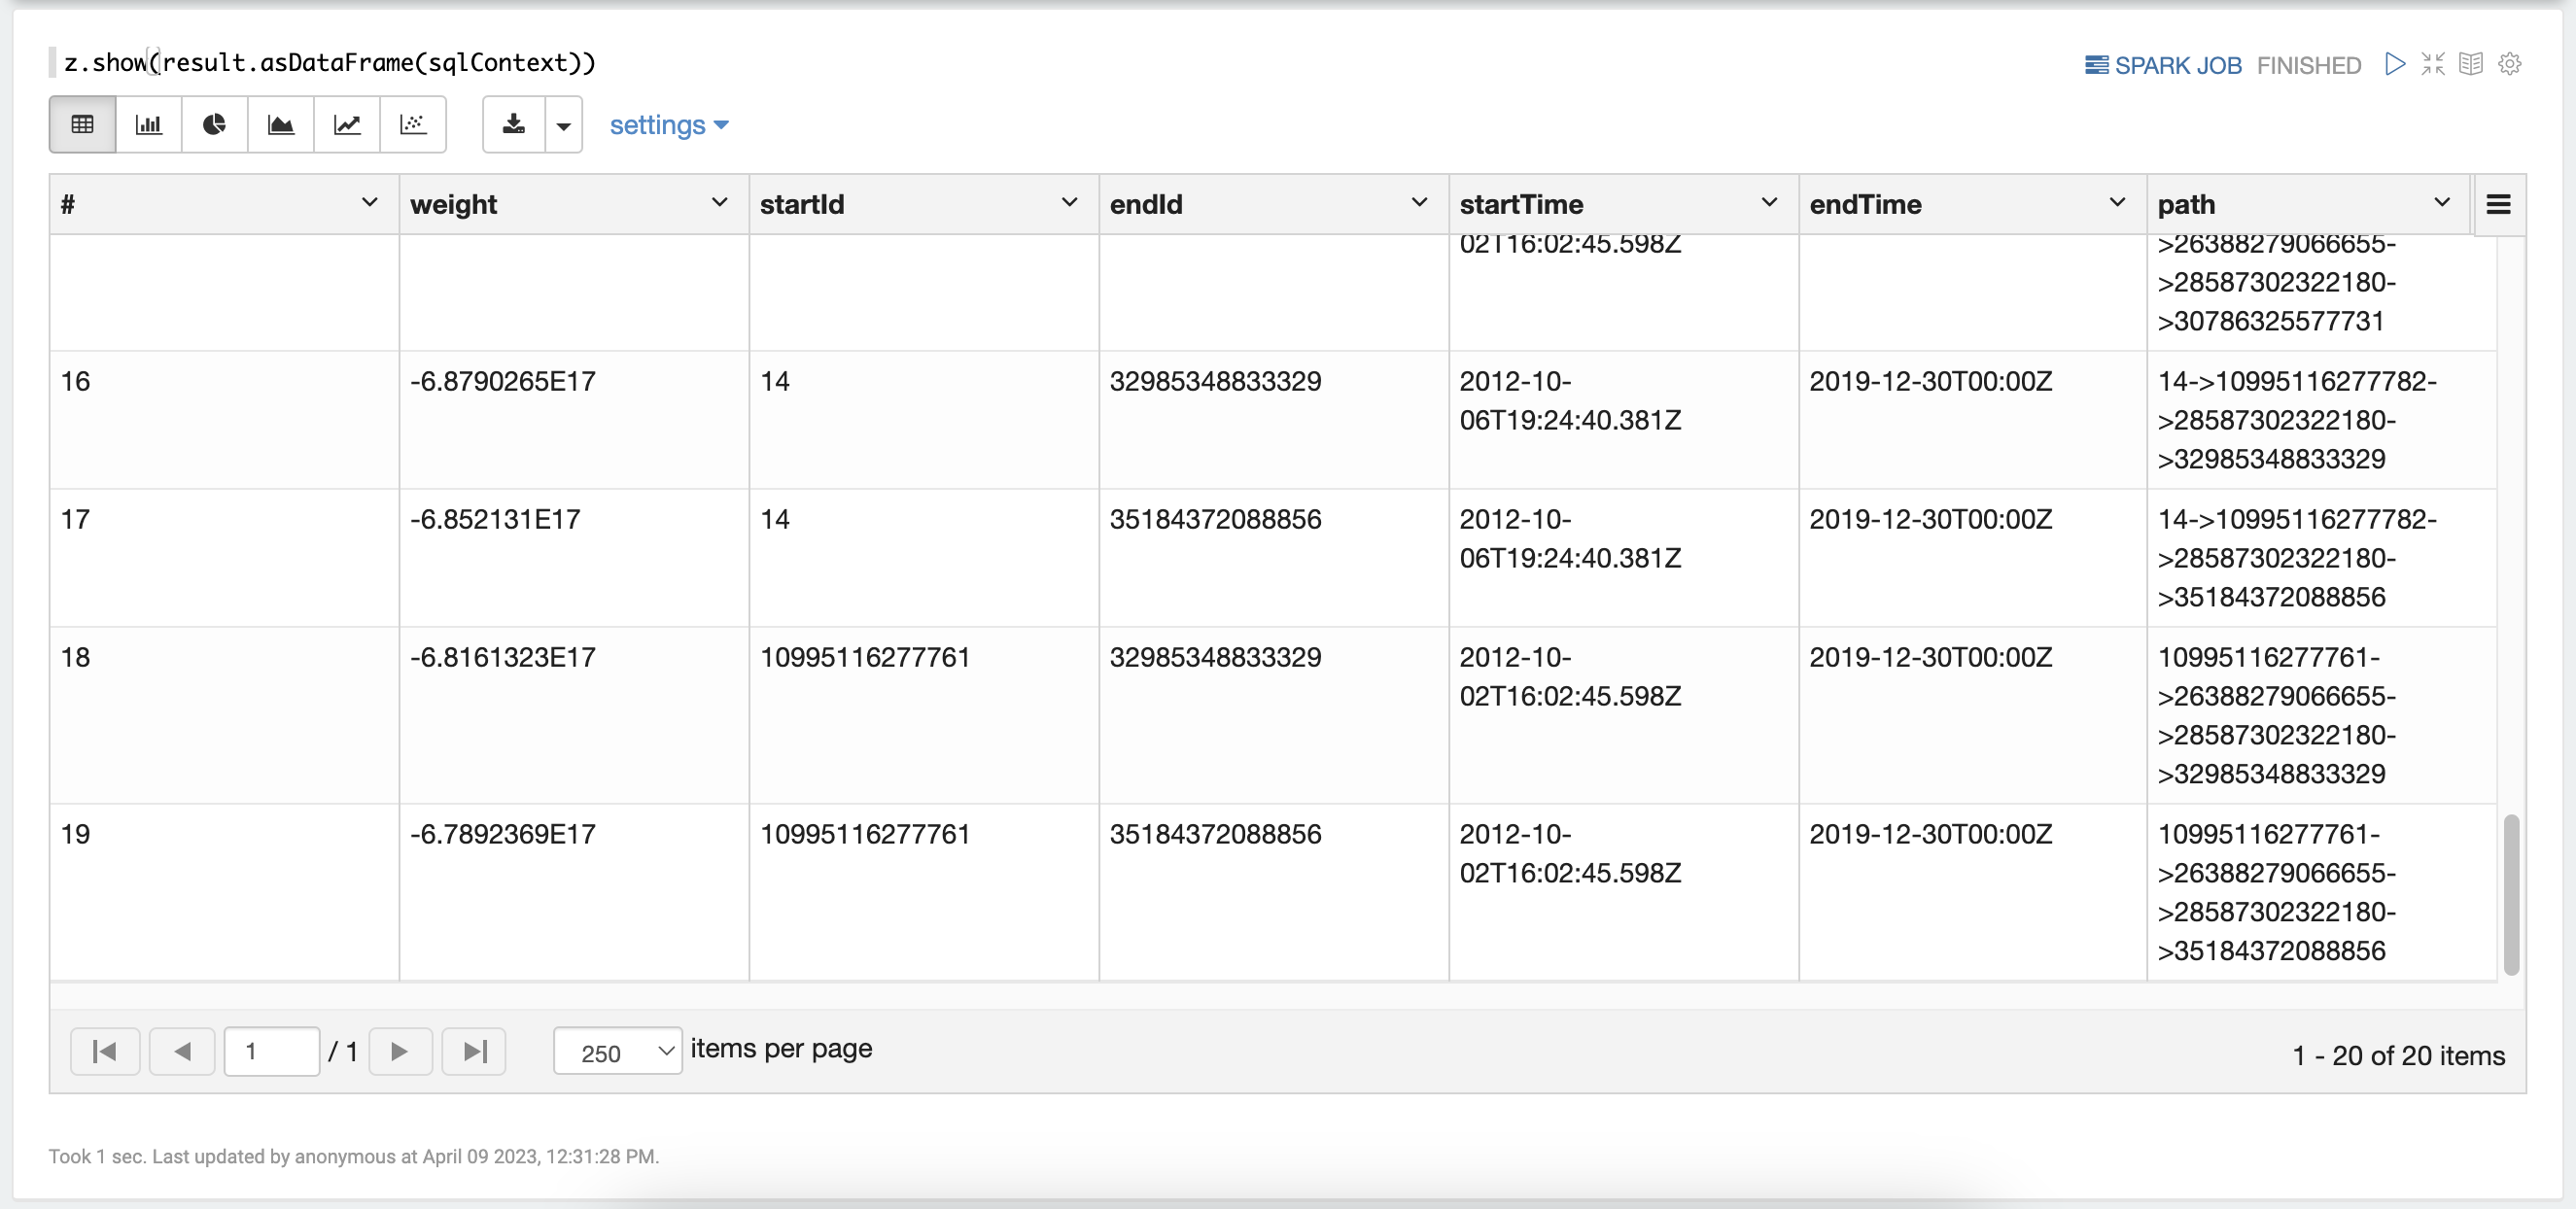 z.show(result.asDataFrame(sqlContext))
SPARK JOB FINISHED
settings
# weight startId endId startTime endTime path
02T16:02:45.598Z >26388279066655-
>28587302322180-
>30786325577731
16 -6.8790265E17 14 32985348833329 2012-10- 2019-12-30T00:00Z 14->10995116277782-
06T19:24:40.381Z >28587302322180-
>32985348833329
17 -6.852131E17 14 35184372088856 2012-10- 2019-12-30T00:00Z 14->10995116277782-
06T19:24:40.381Z >28587302322180-
>35184372088856
18 -6.8161323E17 10995116277761 32985348833329 2012-10- 2019-12-30T00:00Z 10995116277761-
02T16:02:45.598Z >26388279066655-
>28587302322180-
>32985348833329
19 -6.7892369E17 10995116277761 35184372088856 2012-10- 2019-12-30T00:00Z 10995116277761-
02T16:02:45.598Z >26388279066655-
>28587302322180-
>35184372088856
1 / 1 250 items per page 1 - 20 of 20 items
Took 1 sec. Last updated by anonymous at April 09 2023, 12:31:28 PM.